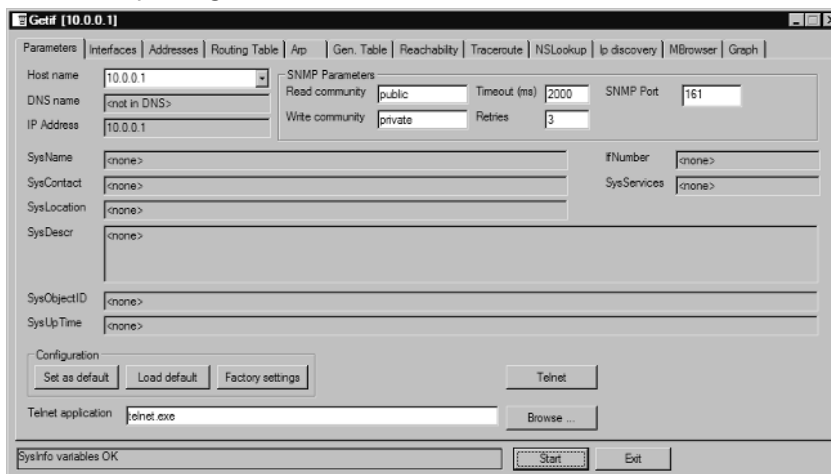 Getif [10.0.0.1]
Parameters Interfaces Addresses Routing Table Arp Gen. Table Reachability Traceroute NSLookup Ip discovery MBrowser Graph
Host name 10.0.0.1
DNS name <not in DNS>
IP Address 10.0.0.1
SNMP Parameters
Read community public Timeout (ms) 2000 SNMP Port 161
Write community private Retries 3
SysName <none> IfNumber <none>
SysContact <none> SysServices <none>
SysLocation <none>
SysDescr <none>
SysObjectID <none>
SysUpTime <none>
Configuration
Set as default Load default Factory settings Telnet
Telnet application telnet.exe Browse ...
SysInfo variables OK Start Exit